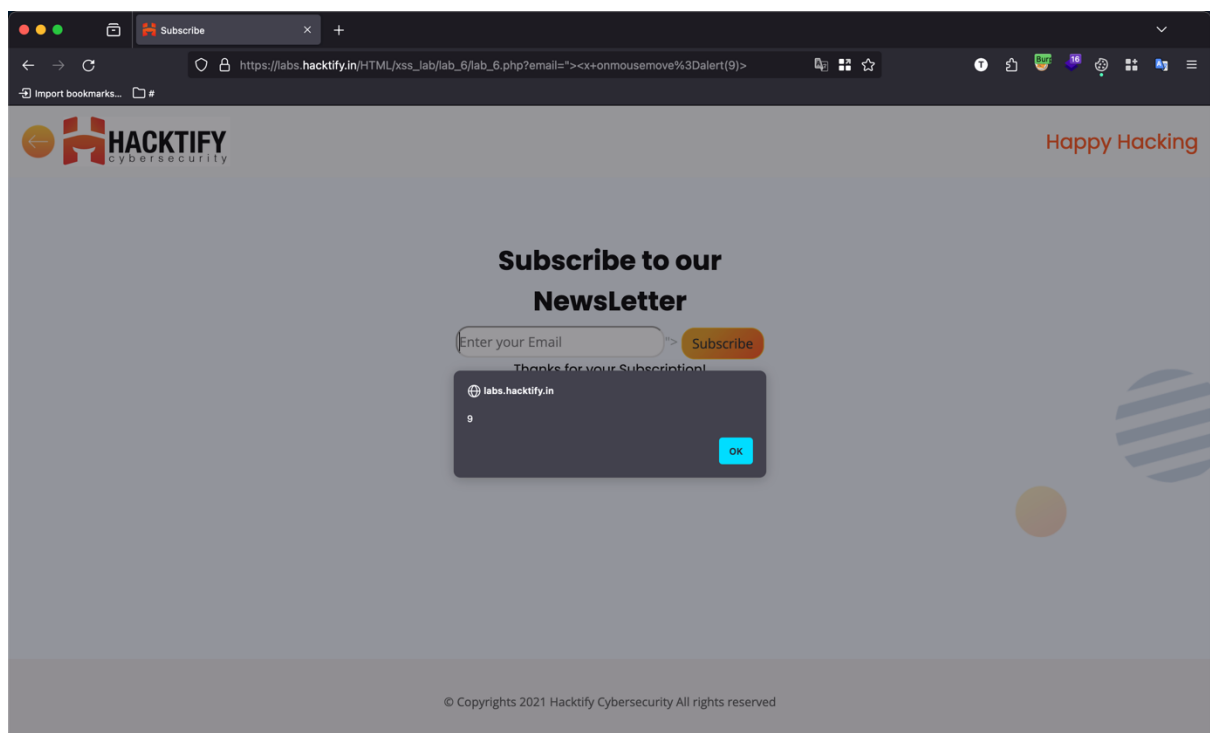 Subscribe
https://labs.hacktify.in/HTML/xss_lab/lab_6/lab_6.php?email="><x+onmousemove%3Dalert(9)>
16
Import bookmarks...
#
HACKTIFY
cybersecurity
Happy Hacking
Subscribe to our
NewsLetter
Enter your Email
">
Subscribe
Thanks for your Subscription!
labs.hacktify.in
9
OK
© Copyrights 2021 Hacktify Cybersecurity All rights reserved